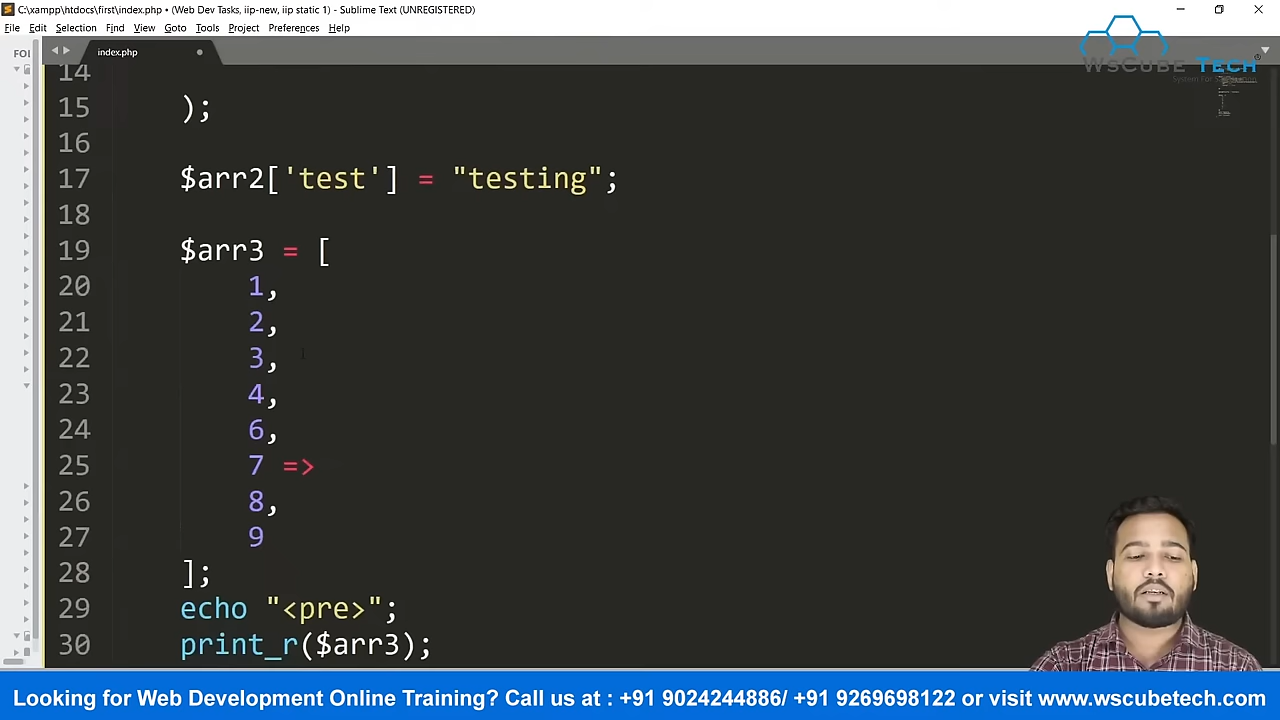 C:\xampp\htdocs\first\index.php • (Web Dev Tasks, iip-new, iip static 1) - Sublime Text (UNREGISTERED)
File Edit Selection Find View Goto Tools Project Preferences Help
FOI
index.php
WsCube Tech
14
15 );
16
17 $arr2['test'] = "testing";
18
19 $arr3 = [
20 1,
21 2,
22 3,
23 4,
24 6,
25 7 =>
26 8,
27 9
28 ];
29 echo "<pre>";
30 print_r($arr3);
Looking for Web Development Online Training? Call us at : +91 9024244886/ +91 9269698122 or visit www.wscubetech.com